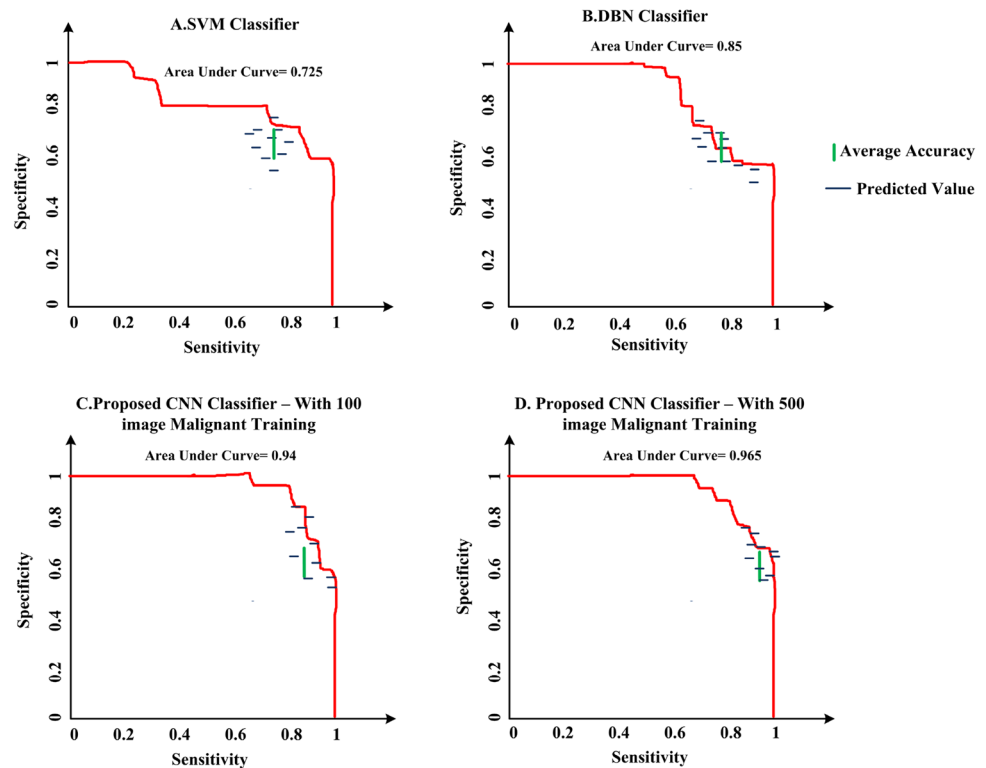 A.SVM Classifier
Area Under Curve= 0.725
Specificity
1
0.8
0.6
0.4
0.2
0
0 0.2 0.4 0.6 0.8 1
Sensitivity
B.DBN Classifier
Area Under Curve= 0.85
Specificity
1
0.8
0.6
0.4
0.2
0
0 0.2 0.4 0.6 0.8 1
Sensitivity
Average Accuracy
Predicted Value
C.Proposed CNN Classifier – With 100
image Malignant Training
Area Under Curve= 0.94
Specificity
1
0.8
0.6
0.4
0.2
0
0 0.2 0.4 0.6 0.8 1
Sensitivity
D. Proposed CNN Classifier – With 500
image Malignant Training
Area Under Curve= 0.965
Specificity
1
0.8
0.6
0.4
0.2
0
0 0.2 0.4 0.6 0.8 1
Sensitivity